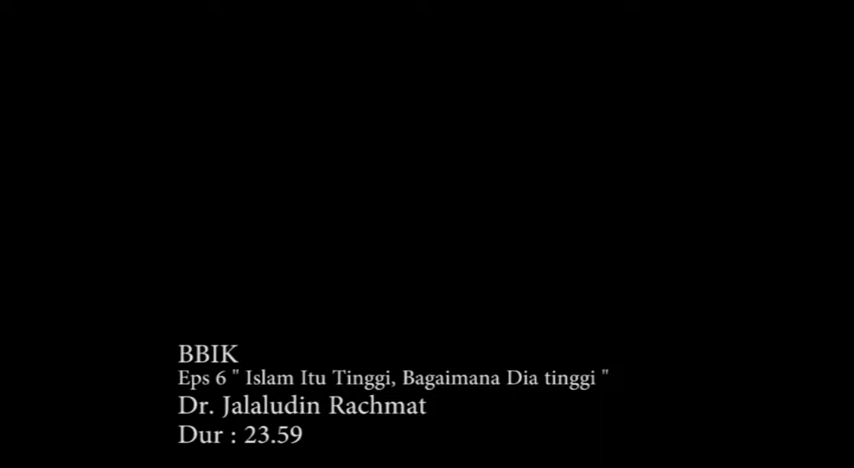 BBIK
Eps 6 " Islam Itu Tinggi, Bagaimana Dia tinggi "
Dr. Jalaludin Rachmat
Dur : 23.59